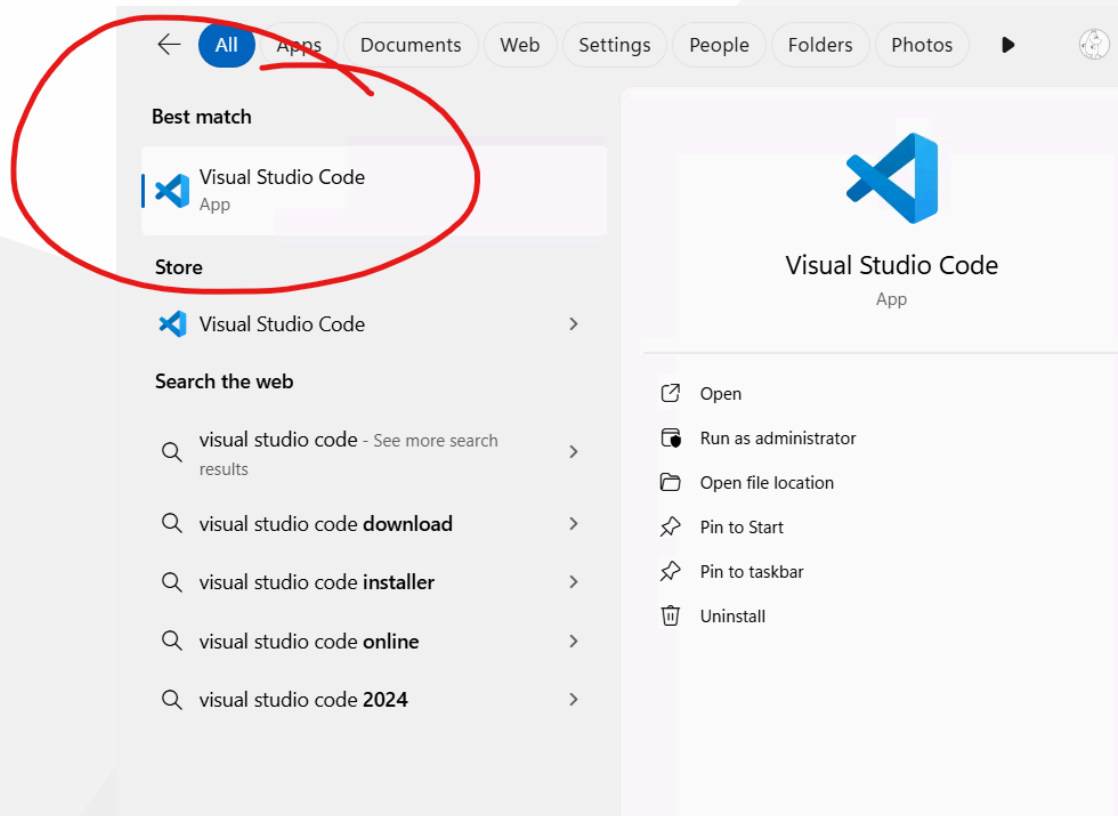 All Apps Documents Web Settings People Folders Photos
Best match
Visual Studio Code
App
Store
Visual Studio Code
Search the web
visual studio code - See more search
results
visual studio code download
visual studio code installer
visual studio code online
visual studio code 2024
Visual Studio Code
App
Open
Run as administrator
Open file location
Pin to Start
Pin to taskbar
Uninstall